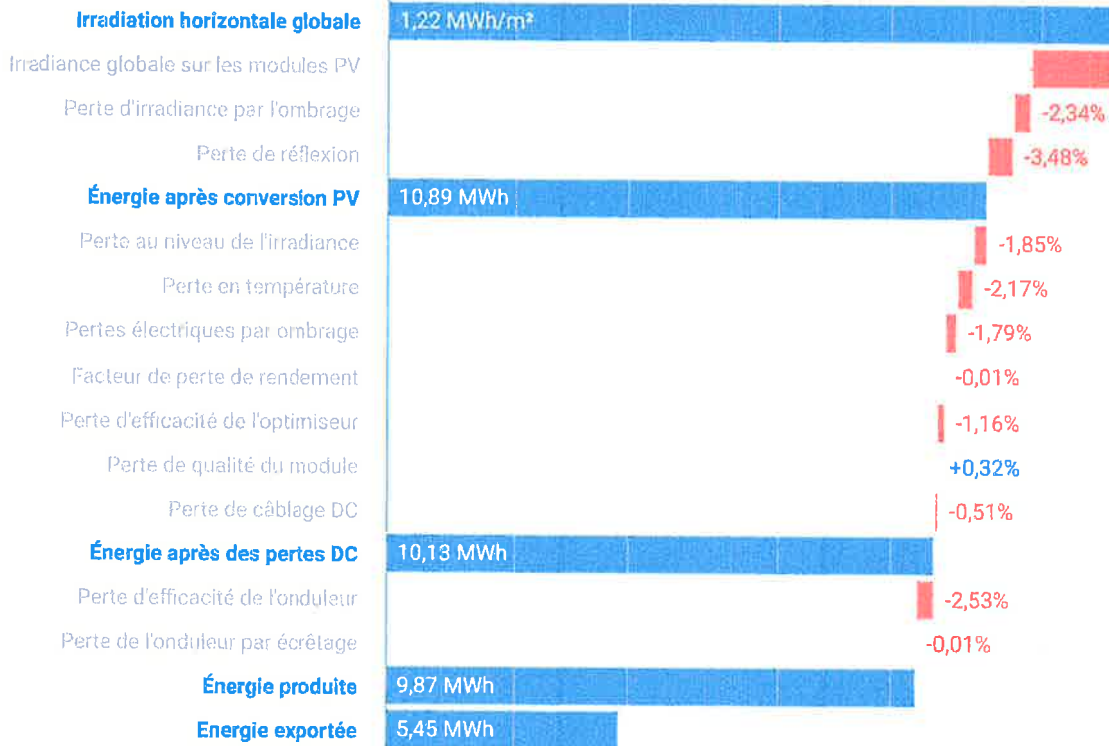 Irradiation horizontale globale 1,22 MWh/m²
Irradiance globale sur les modules PV
Perte d'irradiance par l'ombrage -2,34%
Perte de réflexion -3,48%
Énergie après conversion PV 10,89 MWh
Perte au niveau de l'irradiance -1,85%
Perte en température -2,17%
Pertes électriques par ombrage -1,79%
Facteur de perte de rendement -0,01%
Perte d'efficacité de l'optimiseur -1,16%
Perte de qualité du module +0,32%
Perte de câblage DC -0,51%
Énergie après des pertes DC 10,13 MWh
Perte d'efficacité de l'onduleur -2,53%
Perte de l'onduleur par écrêtage -0,01%
Énergie produite 9,87 MWh
Energie exportée 5,45 MWh